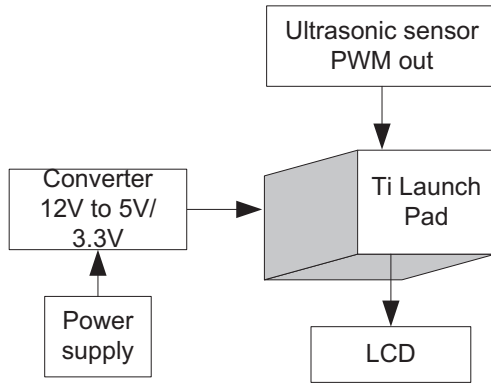 Ultrasonic sensor
PWM out
Converter
12V to 5V/
3.3V
Ti Launch
Pad
Power
supply
LCD